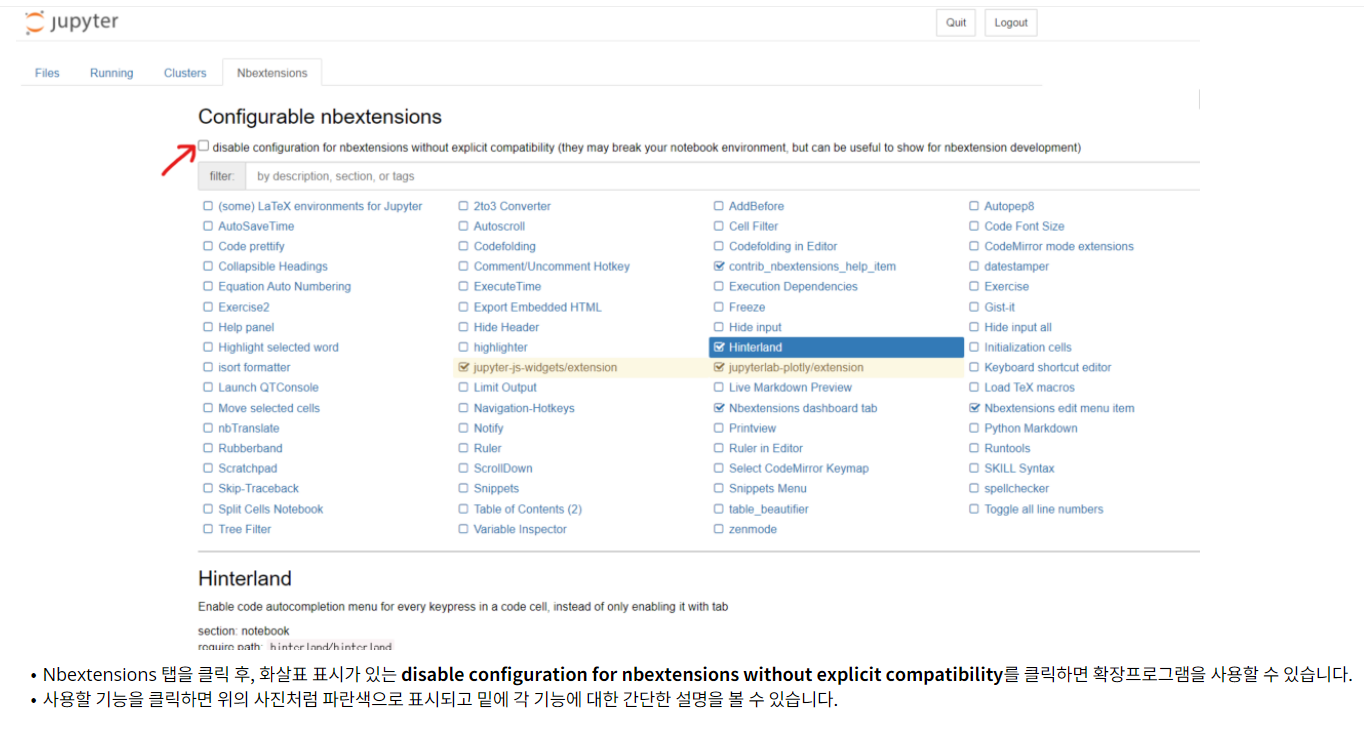 jupyter
Quit Logout
Files Running Clusters Nbextensions
Configurable nbextensions
disable configuration for nbextensions without explicit compatibility (they may break your notebook environment, but can be useful to show for nbextension development)
filter: by description, section, or tags
(some) LaTeX environments for Jupyter 2to3 Converter AddBefore Autopep8
AutoSaveTime Autoscroll Cell Filter Code Font Size
Code prettify Codefolding Codefolding in Editor CodeMirror mode extensions
Collapsible Headings Comment/Uncomment Hotkey contrib_nbextensions_help_item datestamper
Equation Auto Numbering ExecuteTime Execution Dependencies Exercise
Exercise2 Export Embedded HTML Freeze Gist-it
Help panel Hide Header Hide input Hide input all
Highlight selected word highlighter Hinterland Initialization cells
isort formatter jupyter-js-widgets/extension jupyterlab-plotly/extension Keyboard shortcut editor
Launch QTConsole Limit Output Live Markdown Preview Load TeX macros
Move selected cells Navigation-Hotkeys Nbextensions dashboard tab Nbextensions edit menu item
nbTranslate Notify Printview Python Markdown
Rubberband Ruler Ruler in Editor Runtools
Scratchpad ScrollDown Select CodeMirror Keymap SKILL Syntax
Skip-Traceback Snippets Snippets Menu spellchecker
Split Cells Notebook Table of Contents (2) table_beautifier Toggle all line numbers
Tree Filter Variable Inspector zenmode
Hinterland
Enable code autocompletion menu for every keypress in a code cell, instead of only enabling it with tab
section: notebook
require path: hinterland/hinterland
• Nbextensions 탭을 클릭 후, 화살표 표시가 있는 disable configuration for nbextensions without explicit compatibility를 클릭하면 확장프로그램을 사용할 수 있습니다.
• 사용할 기능을 클릭하면 위의 사진처럼 파란색으로 표시되고 밑에 각 기능에 대한 간단한 설명을 볼 수 있습니다.